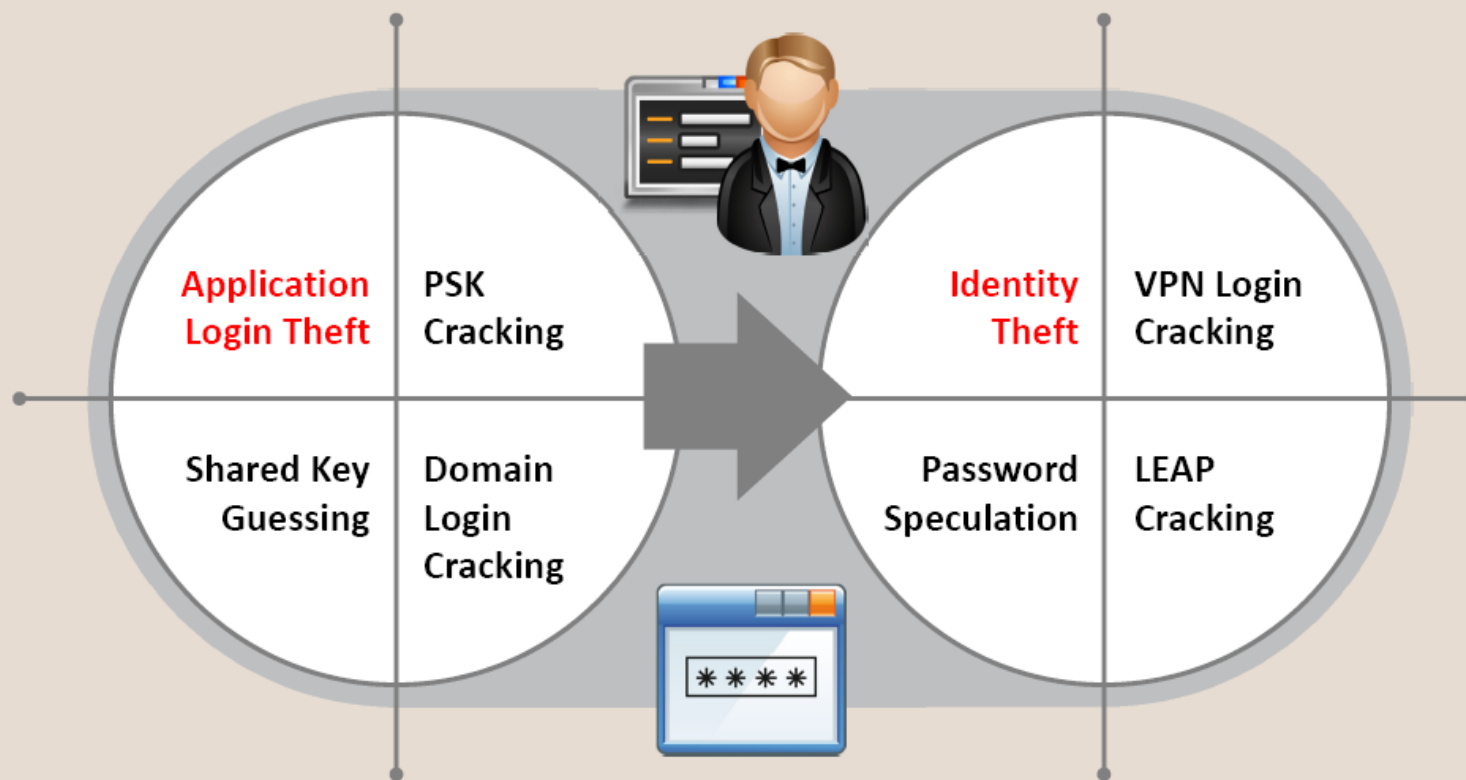 Application
Login Theft
PSK
Cracking
Shared Key
Guessing
Domain
Login
Cracking
Identity
Theft
VPN Login
Cracking
Password
Speculation
LEAP
Cracking
****